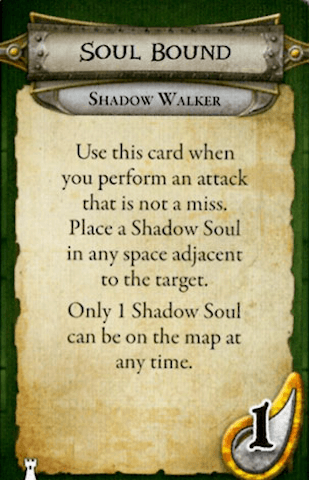 Soul Bound
Shadow Walker
Use this card when
you perform an attack
that is not a miss.
Place a Shadow Soul
in any space adjacent
to the target.
Only 1 Shadow Soul
can be on the map at
any time.
1